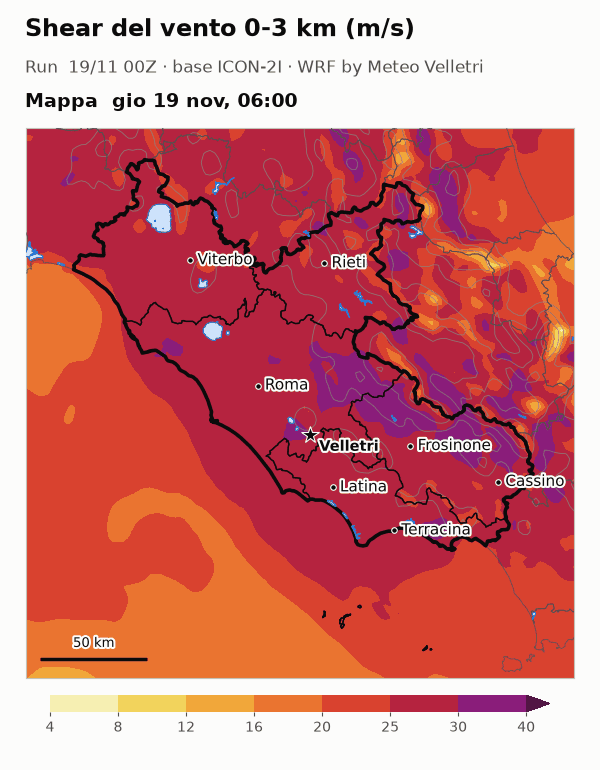 Shear del vento 0-3 km (m/s)
Run 19/11 00Z · base ICON-2I · WRF by Meteo Velletri
Mappa gio 19 nov, 06:00
Viterbo
Rieti
Roma
Velletri
Frosinone
Latina
Cassino
Terracina
50 km
4 8 12 16 20 25 30 40